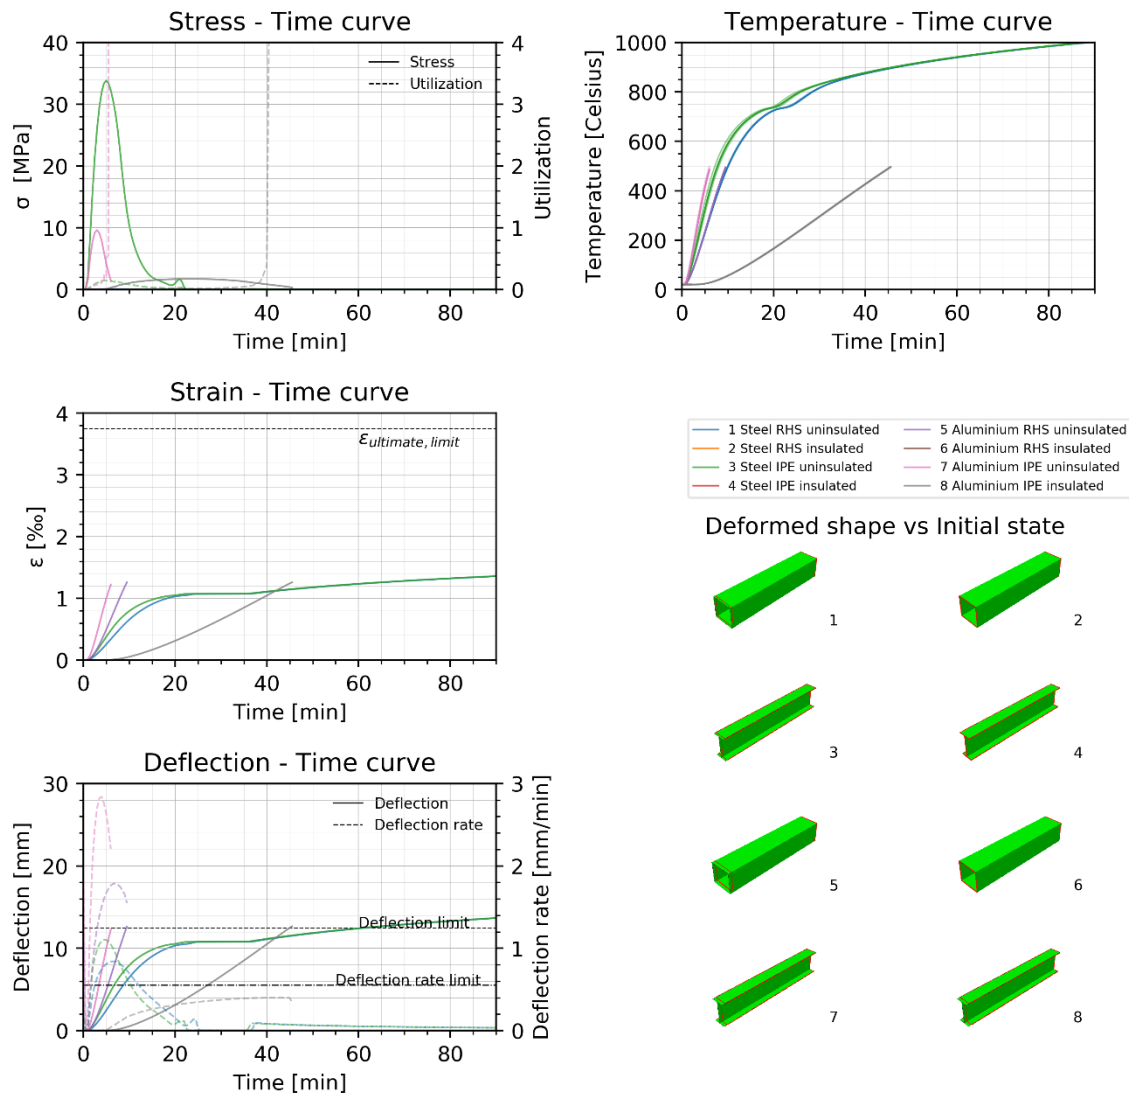 Stress - Time curve
40
30
20
10
0
σ [MPa]
Stress
Utilization
4
3
2
1
0
Utilization
0 20 40 60 80
Time [min]
Temperature - Time curve
1000
800
600
400
200
0
Temperature [Celsius]
0 20 40 60 80
Time [min]
Strain - Time curve
4
3
2
1
0
ε [‰]
ε ultimate, limit
0 20 40 60 80
Time [min]
1 Steel RHS uninsulated
2 Steel RHS insulated
3 Steel IPE uninsulated
4 Steel IPE insulated
5 Aluminium RHS uninsulated
6 Aluminium RHS insulated
7 Aluminium IPE uninsulated
8 Aluminium IPE insulated
Deformed shape vs Initial state
1
2
3
4
5
6
7
8
Deflection - Time curve
30
20
10
0
Deflection [mm]
Deflection
Deflection rate
Deflection limit
Deflection rate limit
3
2
1
0
Deflection rate [mm/min]
0 20 40 60 80
Time [min]